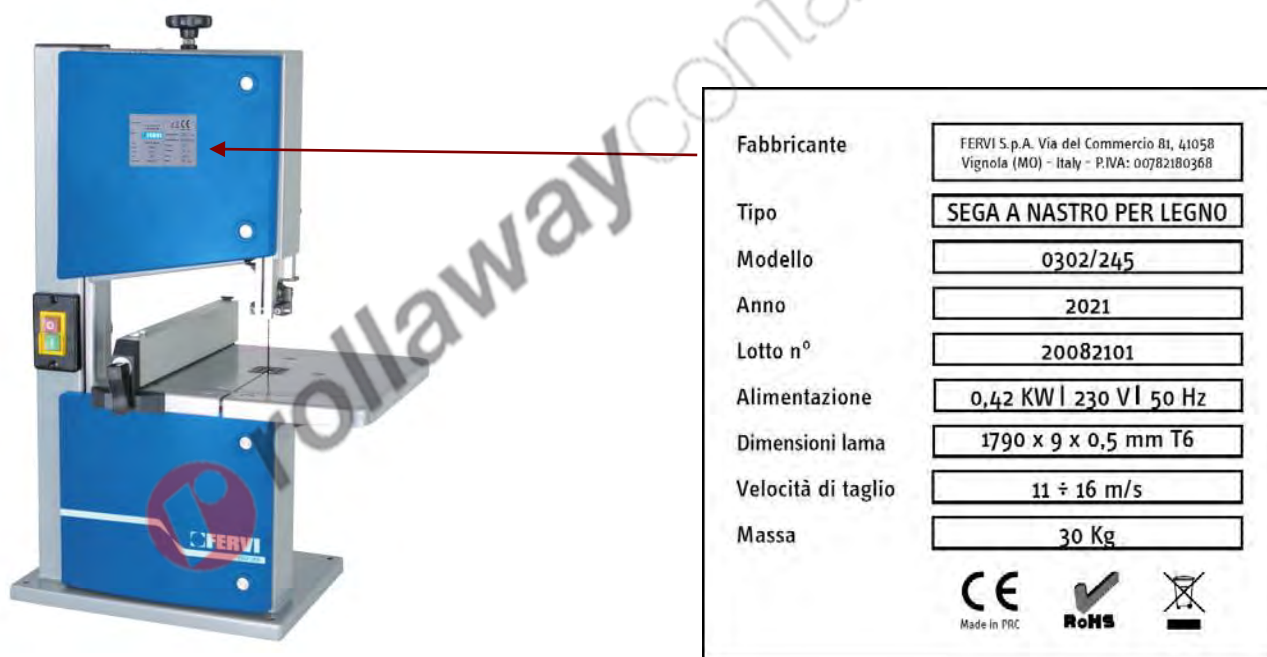 rollawaycontai
FERVI
FERVI
Fabbricante
FERVI S.p.A. Via del Commercio 81, 41058
Vignola (MO) - Italy - P.IVA: 00782180368
Tipo SEGA A NASTRO PER LEGNO
Modello 0302/245
Anno 2021
Lotto n° 20082101
Alimentazione 0,42 KW | 230 V | 50 Hz
Dimensioni lama 1790 x 9 x 0,5 mm T6
Velocità di taglio 11 ÷ 16 m/s
Massa 30 Kg
CE
Made in PRC
RoHS